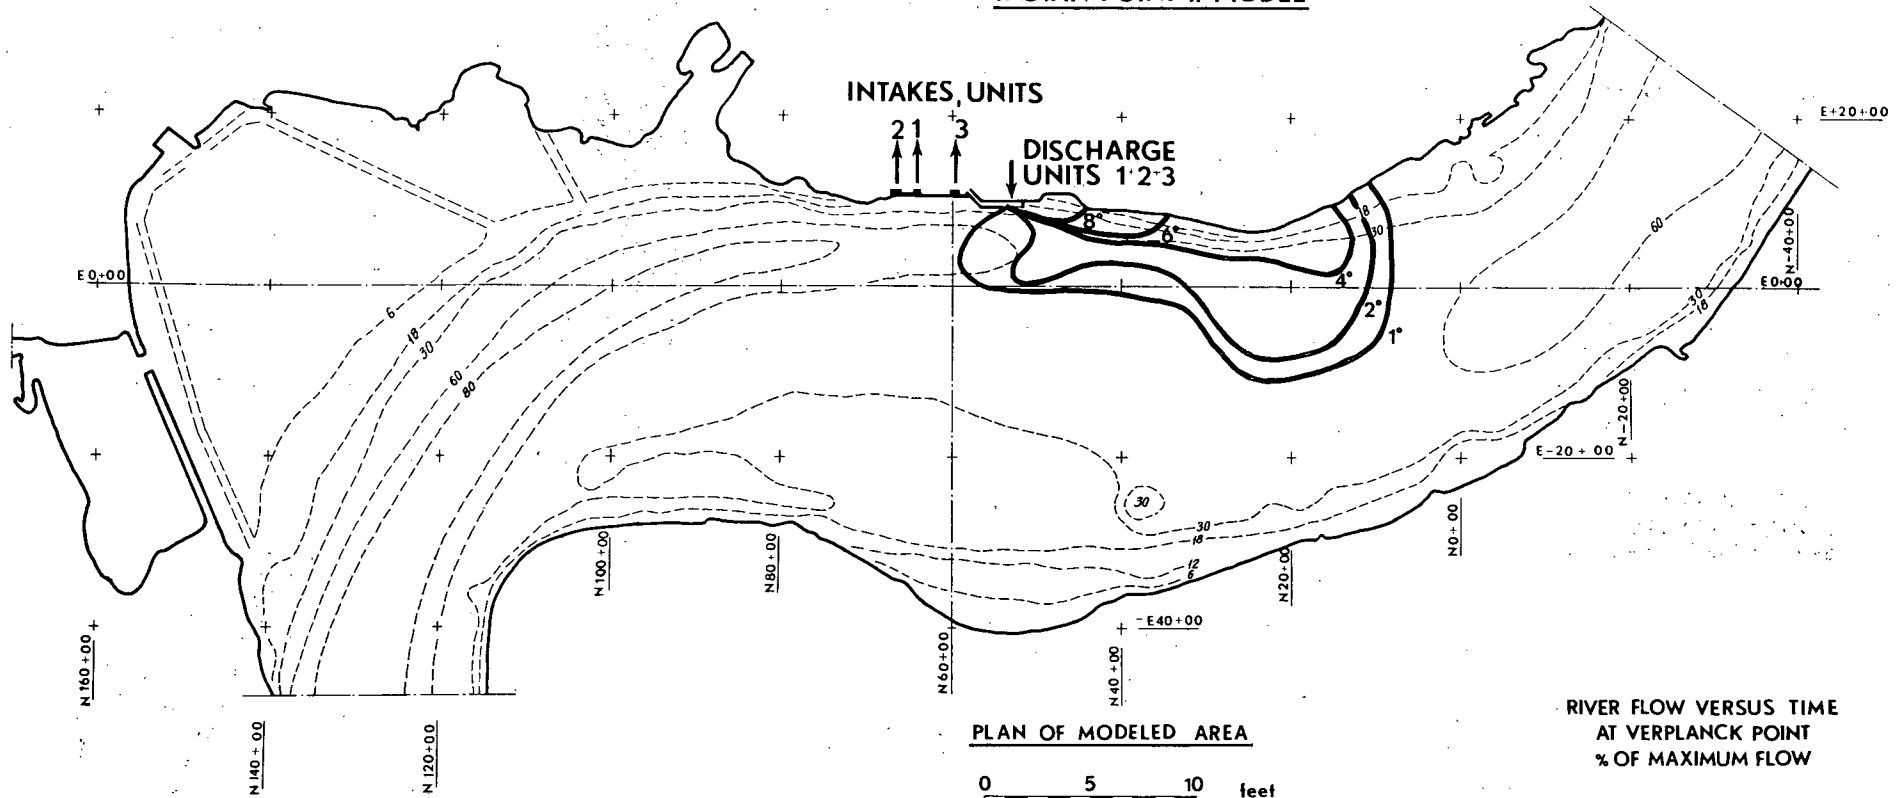 INTAKES, UNITS
2 1 3
DISCHARGE
UNITS 1+2+3
E+20+00
8°
6°
18
30
60
N-40+00
E0+00
4°
E0+00
6
2°
30
18
18
1°
30
60
80
N-20+00
E-20+00
30
30
18
N100+00
N80+00
N20+00
N0+00
12
6
-E40+00
N160+00
N60+00
N40+00
RIVER FLOW VERSUS TIME
AT VERPLANCK POINT
% OF MAXIMUM FLOW
PLAN OF MODELED AREA
N140+00
N120+00
0 5 10 feet